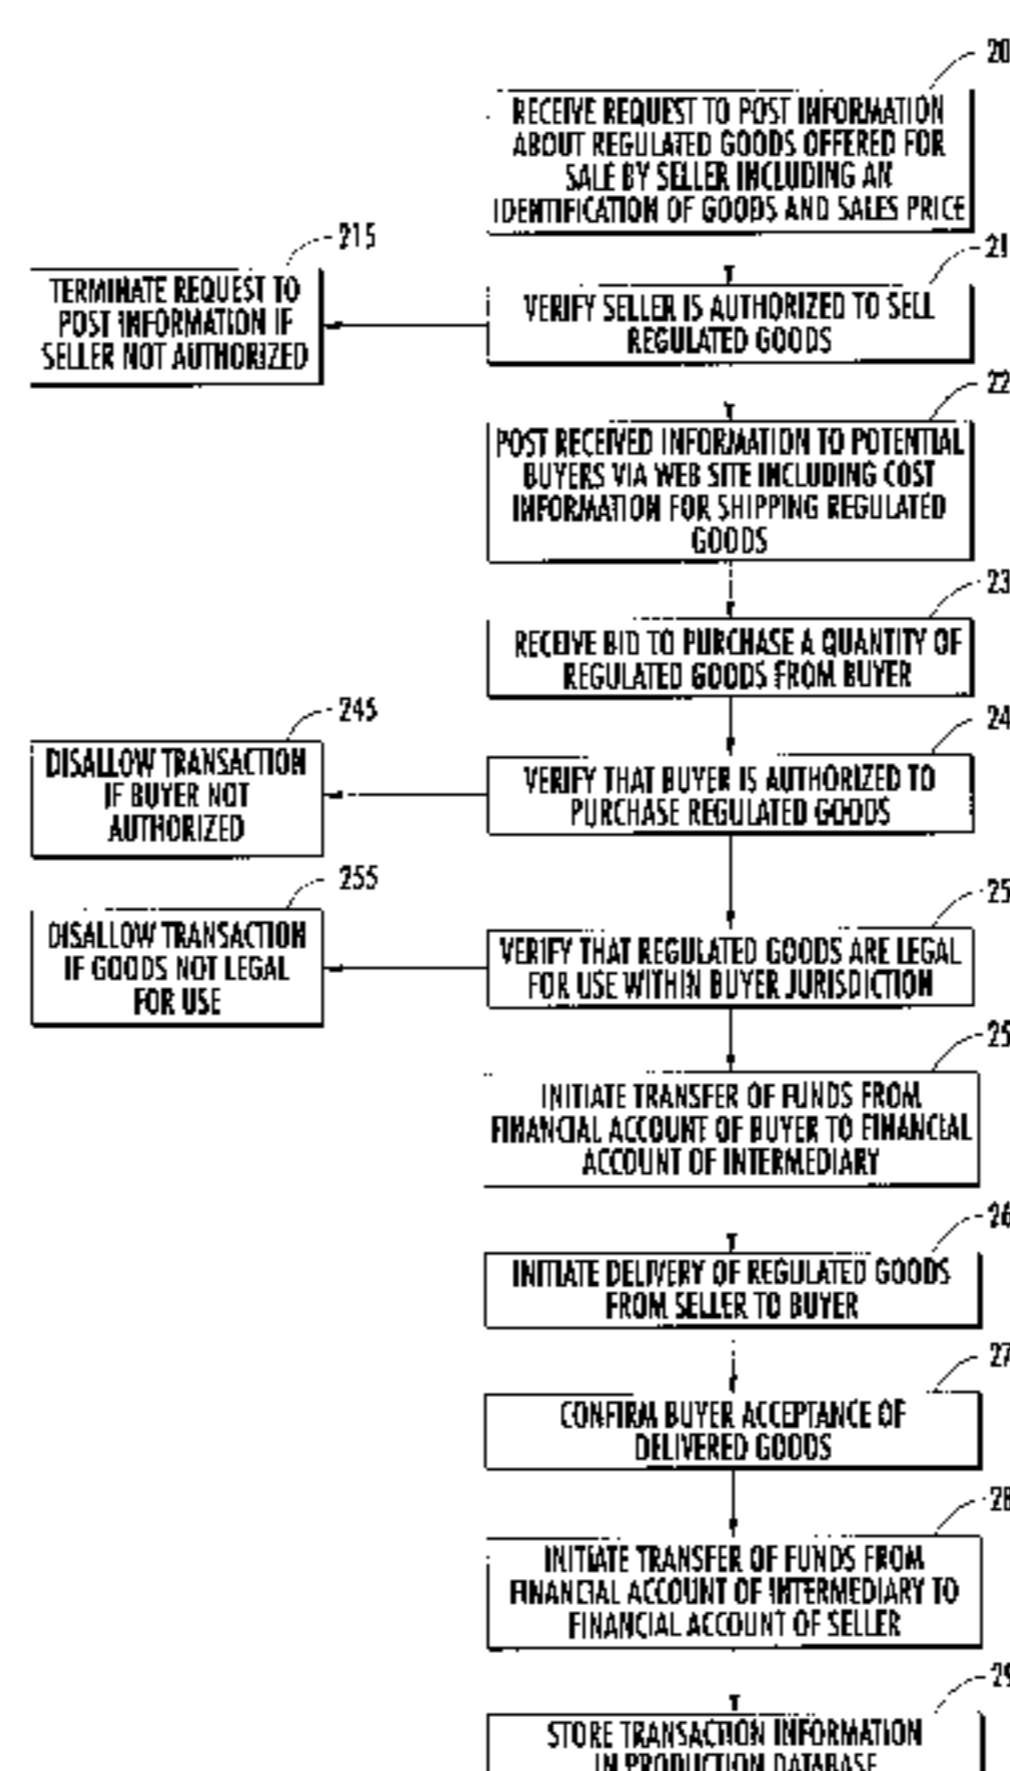 20
RECEIVE REQUEST TO POST INFORMATION
ABOUT REGULATED GOODS OFFERED FOR
SALE BY SELLER INCLUDING AN
IDENTIFICATION OF GOODS AND SALES PRICE
215
TERMINATE REQUEST TO
POST INFORMATION IF
SELLER NOT AUTHORIZED
21
VERIFY SELLER IS AUTHORIZED TO SELL
REGULATED GOODS
22
POST RECEIVED INFORMATION TO POTENTIAL
BUYERS VIA WEB SITE INCLUDING COST
INFORMATION FOR SHIPPING REGULATED
GOODS
23
RECEIVE BID TO PURCHASE A QUANTITY OF
REGULATED GOODS FROM BUYER
245
DISALLOW TRANSACTION
IF BUYER NOT
AUTHORIZED
24
VERIFY THAT BUYER IS AUTHORIZED TO
PURCHASE REGULATED GOODS
255
DISALLOW TRANSACTION
IF GOODS NOT LEGAL
FOR USE
25
VERIFY THAT REGULATED GOODS ARE LEGAL
FOR USE WITHIN BUYER JURISDICTION
25
INITIATE TRANSFER OF FUNDS FROM
FINANCIAL ACCOUNT OF BUYER TO FINANCIAL
ACCOUNT OF INTERMEDIARY
26
INITIATE DELIVERY OF REGULATED GOODS
FROM SELLER TO BUYER
27
CONFIRM BUYER ACCEPTANCE OF
DELIVERED GOODS
28
INITIATE TRANSFER OF FUNDS FROM
FINANCIAL ACCOUNT OF INTERMEDIARY TO
FINANCIAL ACCOUNT OF SELLER
29
STORE TRANSACTION INFORMATION
IN PRODUCTION DATABASE